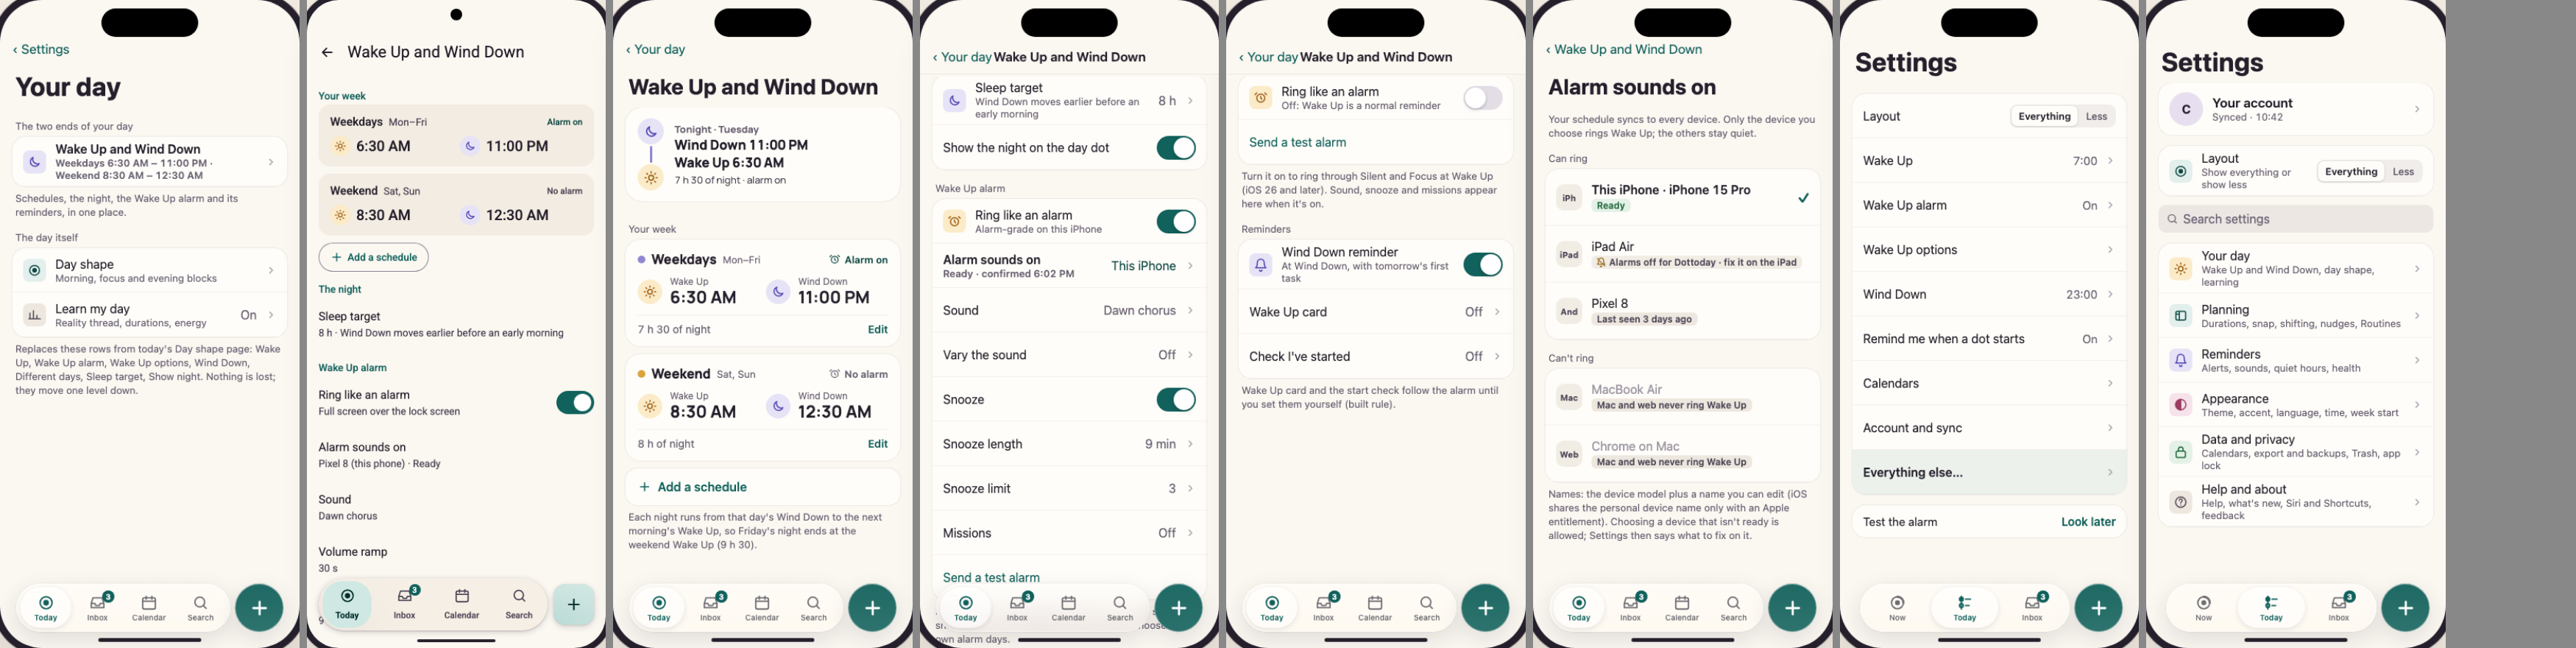 ‹ Settings
Your day
The two ends of your day
Wake Up and Wind Down
Weekdays 6:30 AM – 11:00 PM ·
Weekend 8:30 AM – 12:30 AM
Schedules, the night, the Wake Up alarm and its
reminders, in one place.
The day itself
Day shape
Morning, focus and evening blocks
Learn my day
Reality thread, durations, energy
On
Replaces these rows from today's Day shape page: Wake
Up, Wake Up alarm, Wake Up options, Wind Down,
Different days, Sleep target, Show night. Nothing is lost;
they move one level down.
Today
Inbox
3
Calendar
Search
Wake Up and Wind Down
Your week
Weekdays Mon–Fri
Alarm on
6:30 AM
11:00 PM
Weekend Sat, Sun
No alarm
8:30 AM
12:30 AM
+ Add a schedule
The night
Sleep target
8 h · Wind Down moves earlier before an early morning
Wake Up alarm
Ring like an alarm
Full screen over the lock screen
Alarm sounds on
Pixel 8 (this phone) · Ready
Sound
Dawn chorus
Volume ramp
30 s
9
Today
Inbox
3
Calendar
Search
‹ Your day
Wake Up and Wind Down
Tonight · Tuesday
Wind Down 11:00 PM
Wake Up 6:30 AM
7 h 30 of night · alarm on
Your week
Weekdays Mon–Fri
Alarm on
Wake Up
6:30 AM
Wind Down
11:00 PM
7 h 30 of night
Edit
Weekend Sat, Sun
No alarm
Wake Up
8:30 AM
Wind Down
12:30 AM
8 h of night
Edit
+ Add a schedule
Each night runs from that day's Wind Down to the next
morning's Wake Up, so Friday's night ends at the
weekend Wake Up (9 h 30).
Today
Inbox
3
Calendar
Search
‹ Your day Wake Up and Wind Down
Sleep target
Wind Down moves earlier before an
early morning
8 h
Show the night on the day dot
Wake Up alarm
Ring like an alarm
Alarm-grade on this iPhone
Alarm sounds on
Ready · confirmed 6:02 PM
This iPhone
Sound
Dawn chorus
Vary the sound
Off
Snooze
Snooze length
9 min
Snooze limit
3
Missions
Off
Send a test alarm
Today
Inbox
3
Calendar
Search
own alarm days.
‹ Your day Wake Up and Wind Down
Ring like an alarm
Off: Wake Up is a normal reminder
Send a test alarm
Turn it on to ring through Silent and Focus at Wake Up
(iOS 26 and later). Sound, snooze and missions appear
here when it's on.
Reminders
Wind Down reminder
At Wind Down, with tomorrow's first
task
Wake Up card
Off
Check I've started
Off
Wake Up card and the start check follow the alarm until
you set them yourself (built rule).
Today
Inbox
3
Calendar
Search
‹ Wake Up and Wind Down
Alarm sounds on
Your schedule syncs to every device. Only the device you
choose rings Wake Up; the others stay quiet.
Can ring
iPh
This iPhone · iPhone 15 Pro
Ready
iPad
iPad Air
Alarms off for Dottoday · fix it on the iPad
And
Pixel 8
Last seen 3 days ago
Can't ring
Mac
MacBook Air
Mac and web never ring Wake Up
Web
Chrome on Mac
Mac and web never ring Wake Up
Names: the device model plus a name you can edit (iOS
shares the personal device name only with an Apple
entitlement). Choosing a device that isn't ready is
allowed; Settings then says what to fix on it.
Today
Inbox
3
Calendar
Search
Settings
Layout
Everything
Less
Wake Up
7:00
Wake Up alarm
On
Wake Up options
Wind Down
23:00
Remind me when a dot starts
On
Calendars
Account and sync
Everything else...
Test the alarm
Look later
Now
Today
Inbox
3
Settings
C
Your account
Synced · 10:42
Layout
Show everything or
show less
Everything
Less
Search settings
Your day
Wake Up and Wind Down, day shape,
learning
Planning
Durations, snap, shifting, nudges, Routines
Reminders
Alerts, sounds, quiet hours, health
Appearance
Theme, accent, language, time, week start
Data and privacy
Calendars, export and backups, Trash, app
lock
Help and about
Help, what's new, Siri and Shortcuts,
feedback
Now
Today
Inbox
3